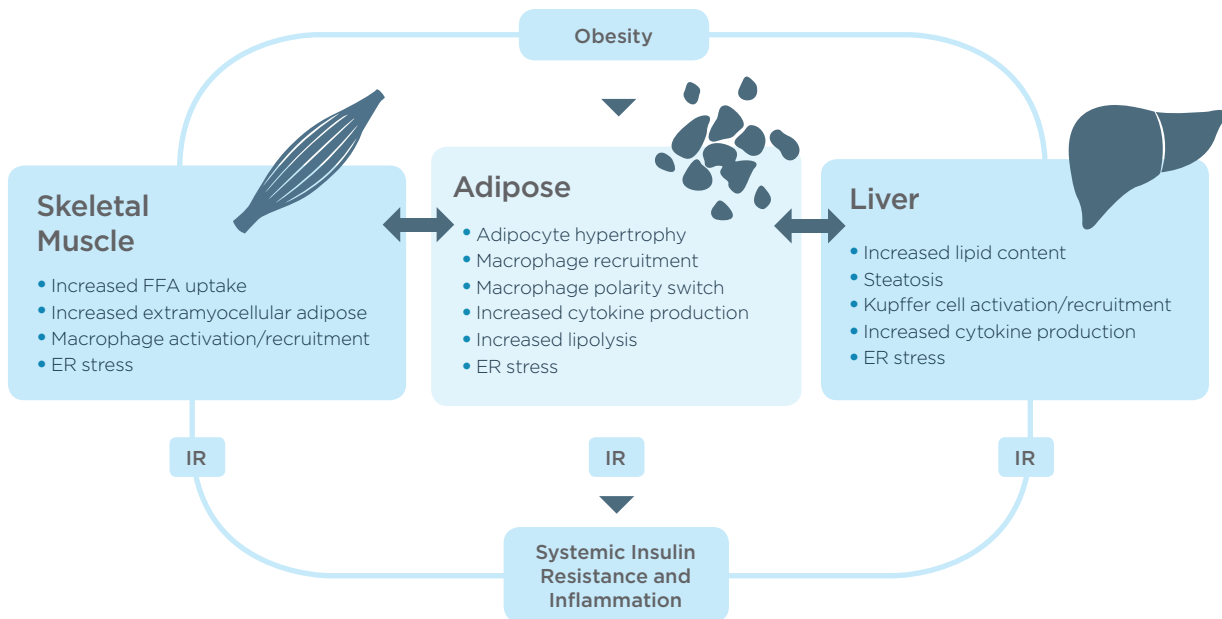 Obesity
Skeletal
Muscle
• Increased FFA uptake
• Increased extramyocellular adipose
• Macrophage activation/recruitment
• ER stress
Adipose
• Adipocyte hypertrophy
• Macrophage recruitment
• Macrophage polarity switch
• Increased cytokine production
• Increased lipolysis
• ER stress
Liver
• Increased lipid content
• Steatosis
• Kupffer cell activation/recruitment
• Increased cytokine production
• ER stress
IR
IR
IR
Systemic Insulin
Resistance and
Inflammation